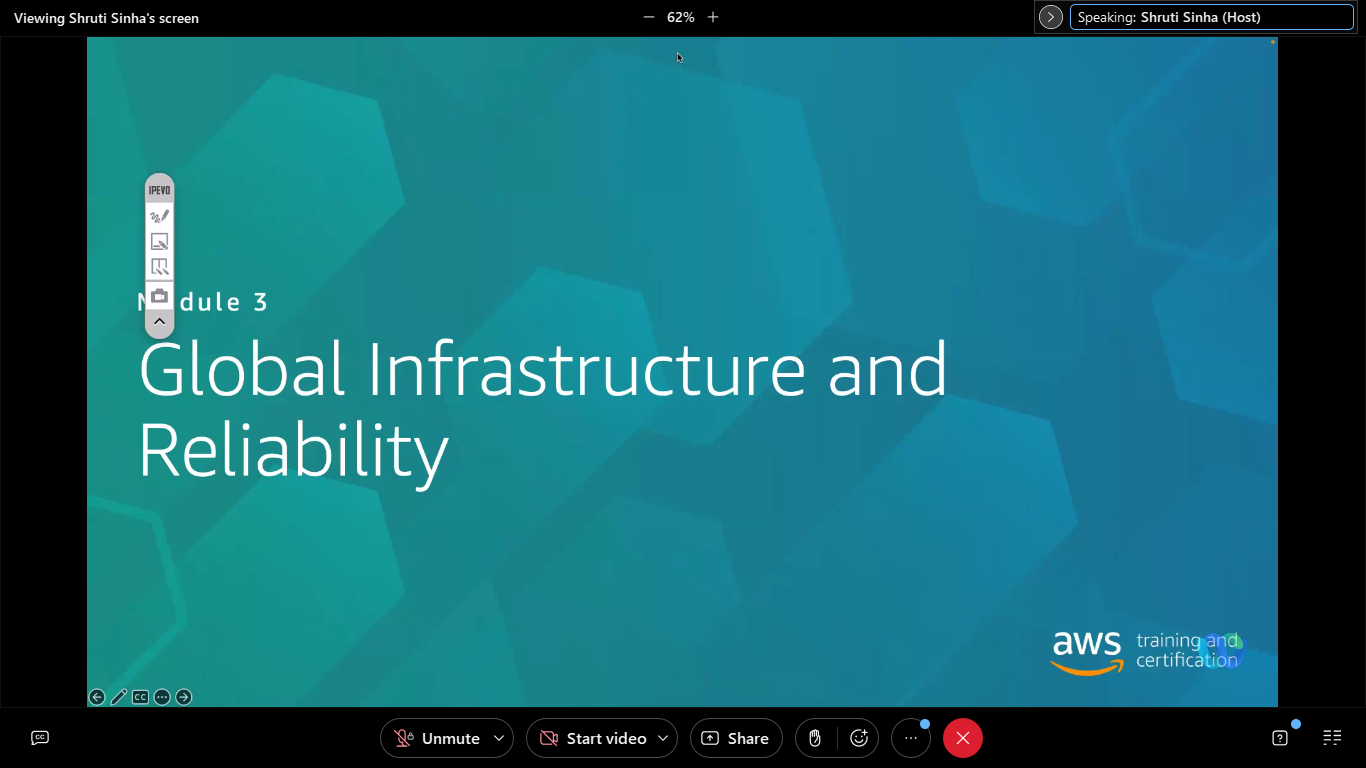 Viewing Shruti Sinha's screen
62%
Speaking: Shruti Sinha (Host)
IPEVO
M dule 3
Global Infrastructure and
Reliability
aws training and
certification
CC
CC
Unmute
Start video
Share